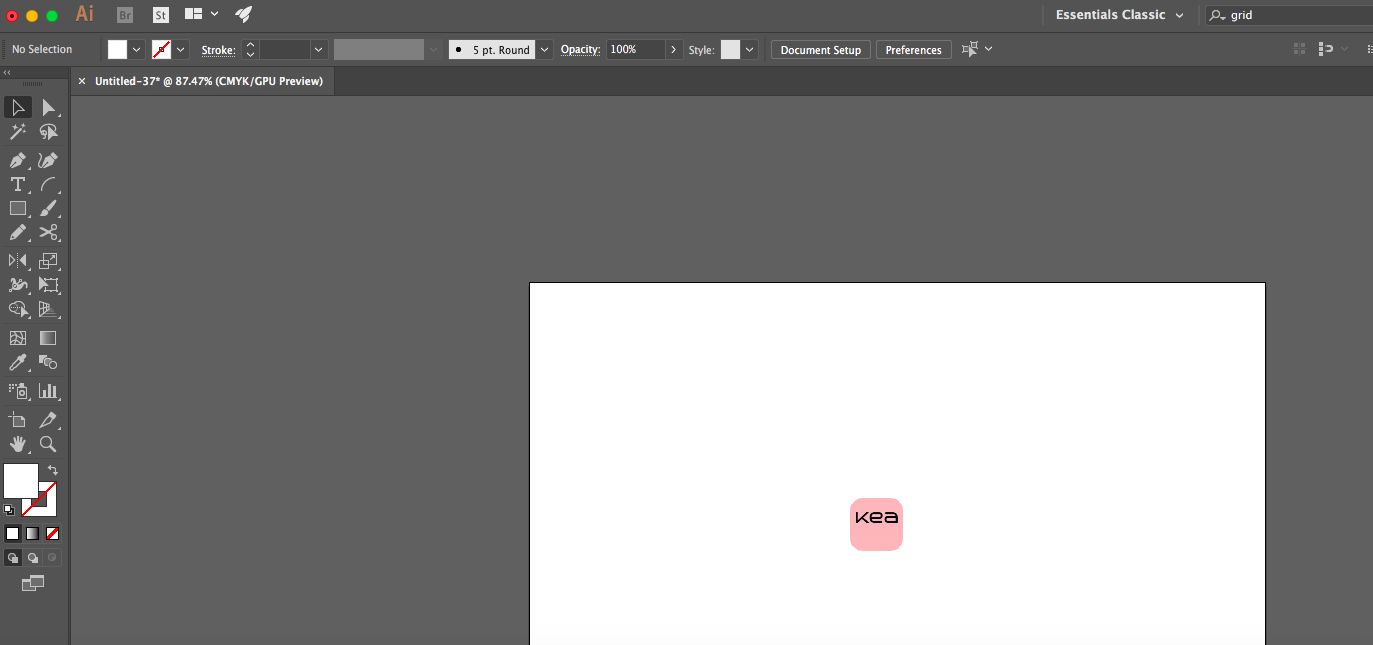 Ai Br St Essentials Classic grid
No Selection Stroke: 5 pt. Round Opacity: 100% Style: Document Setup Preferences
× Untitled-37* @ 87.47% (CMYK/GPU Preview)
T
kea